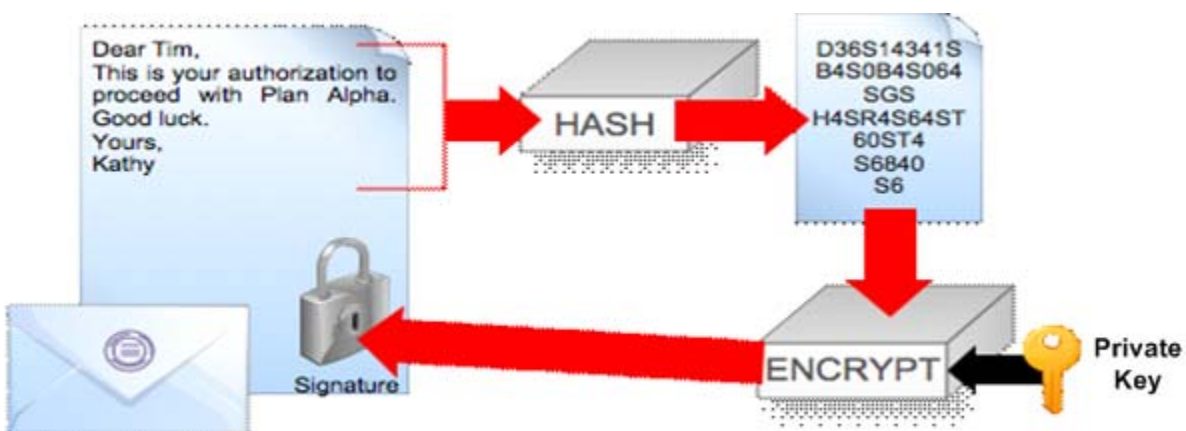 Dear Tim,
This is your authorization to
proceed with Plan Alpha.
Good luck.
Yours,
Kathy
HASH
D36S14341S
B4S0B4S064
SGS
H4SR4S64ST
60ST4
S6840
S6
ENCRYPT
Private
Key
Signature